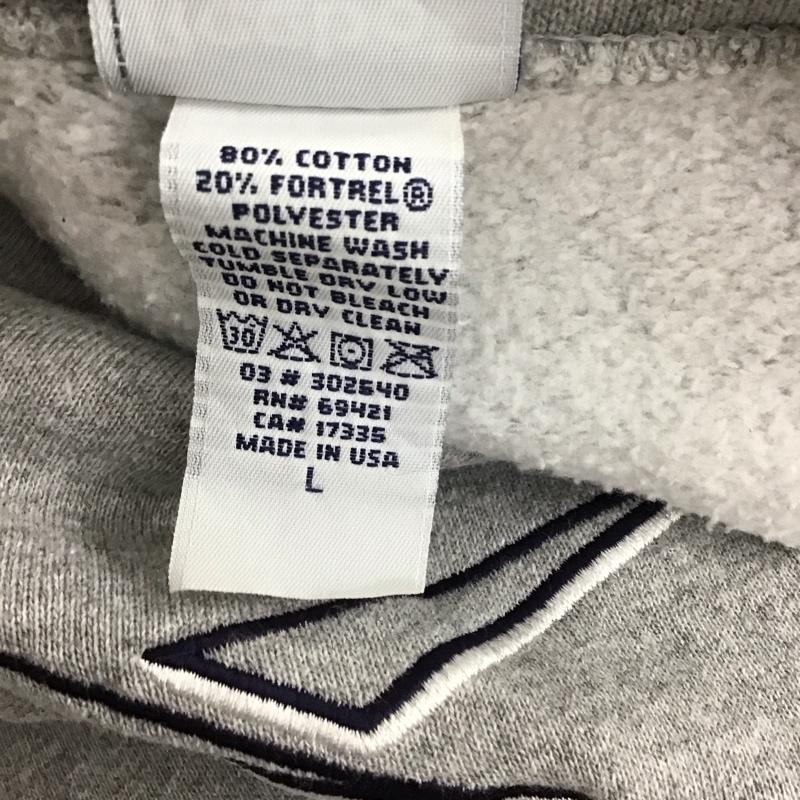 80% COTTON
20% FORTREL®
POLYESTER
MACHINE WASH
COLD SEPARATELY
TUMBLE DRY LOW
DO NOT BLEACH
OR DRY CLEAN
30
03 # 302640
RN# 69421
CA# 17335
MADE IN USA
L